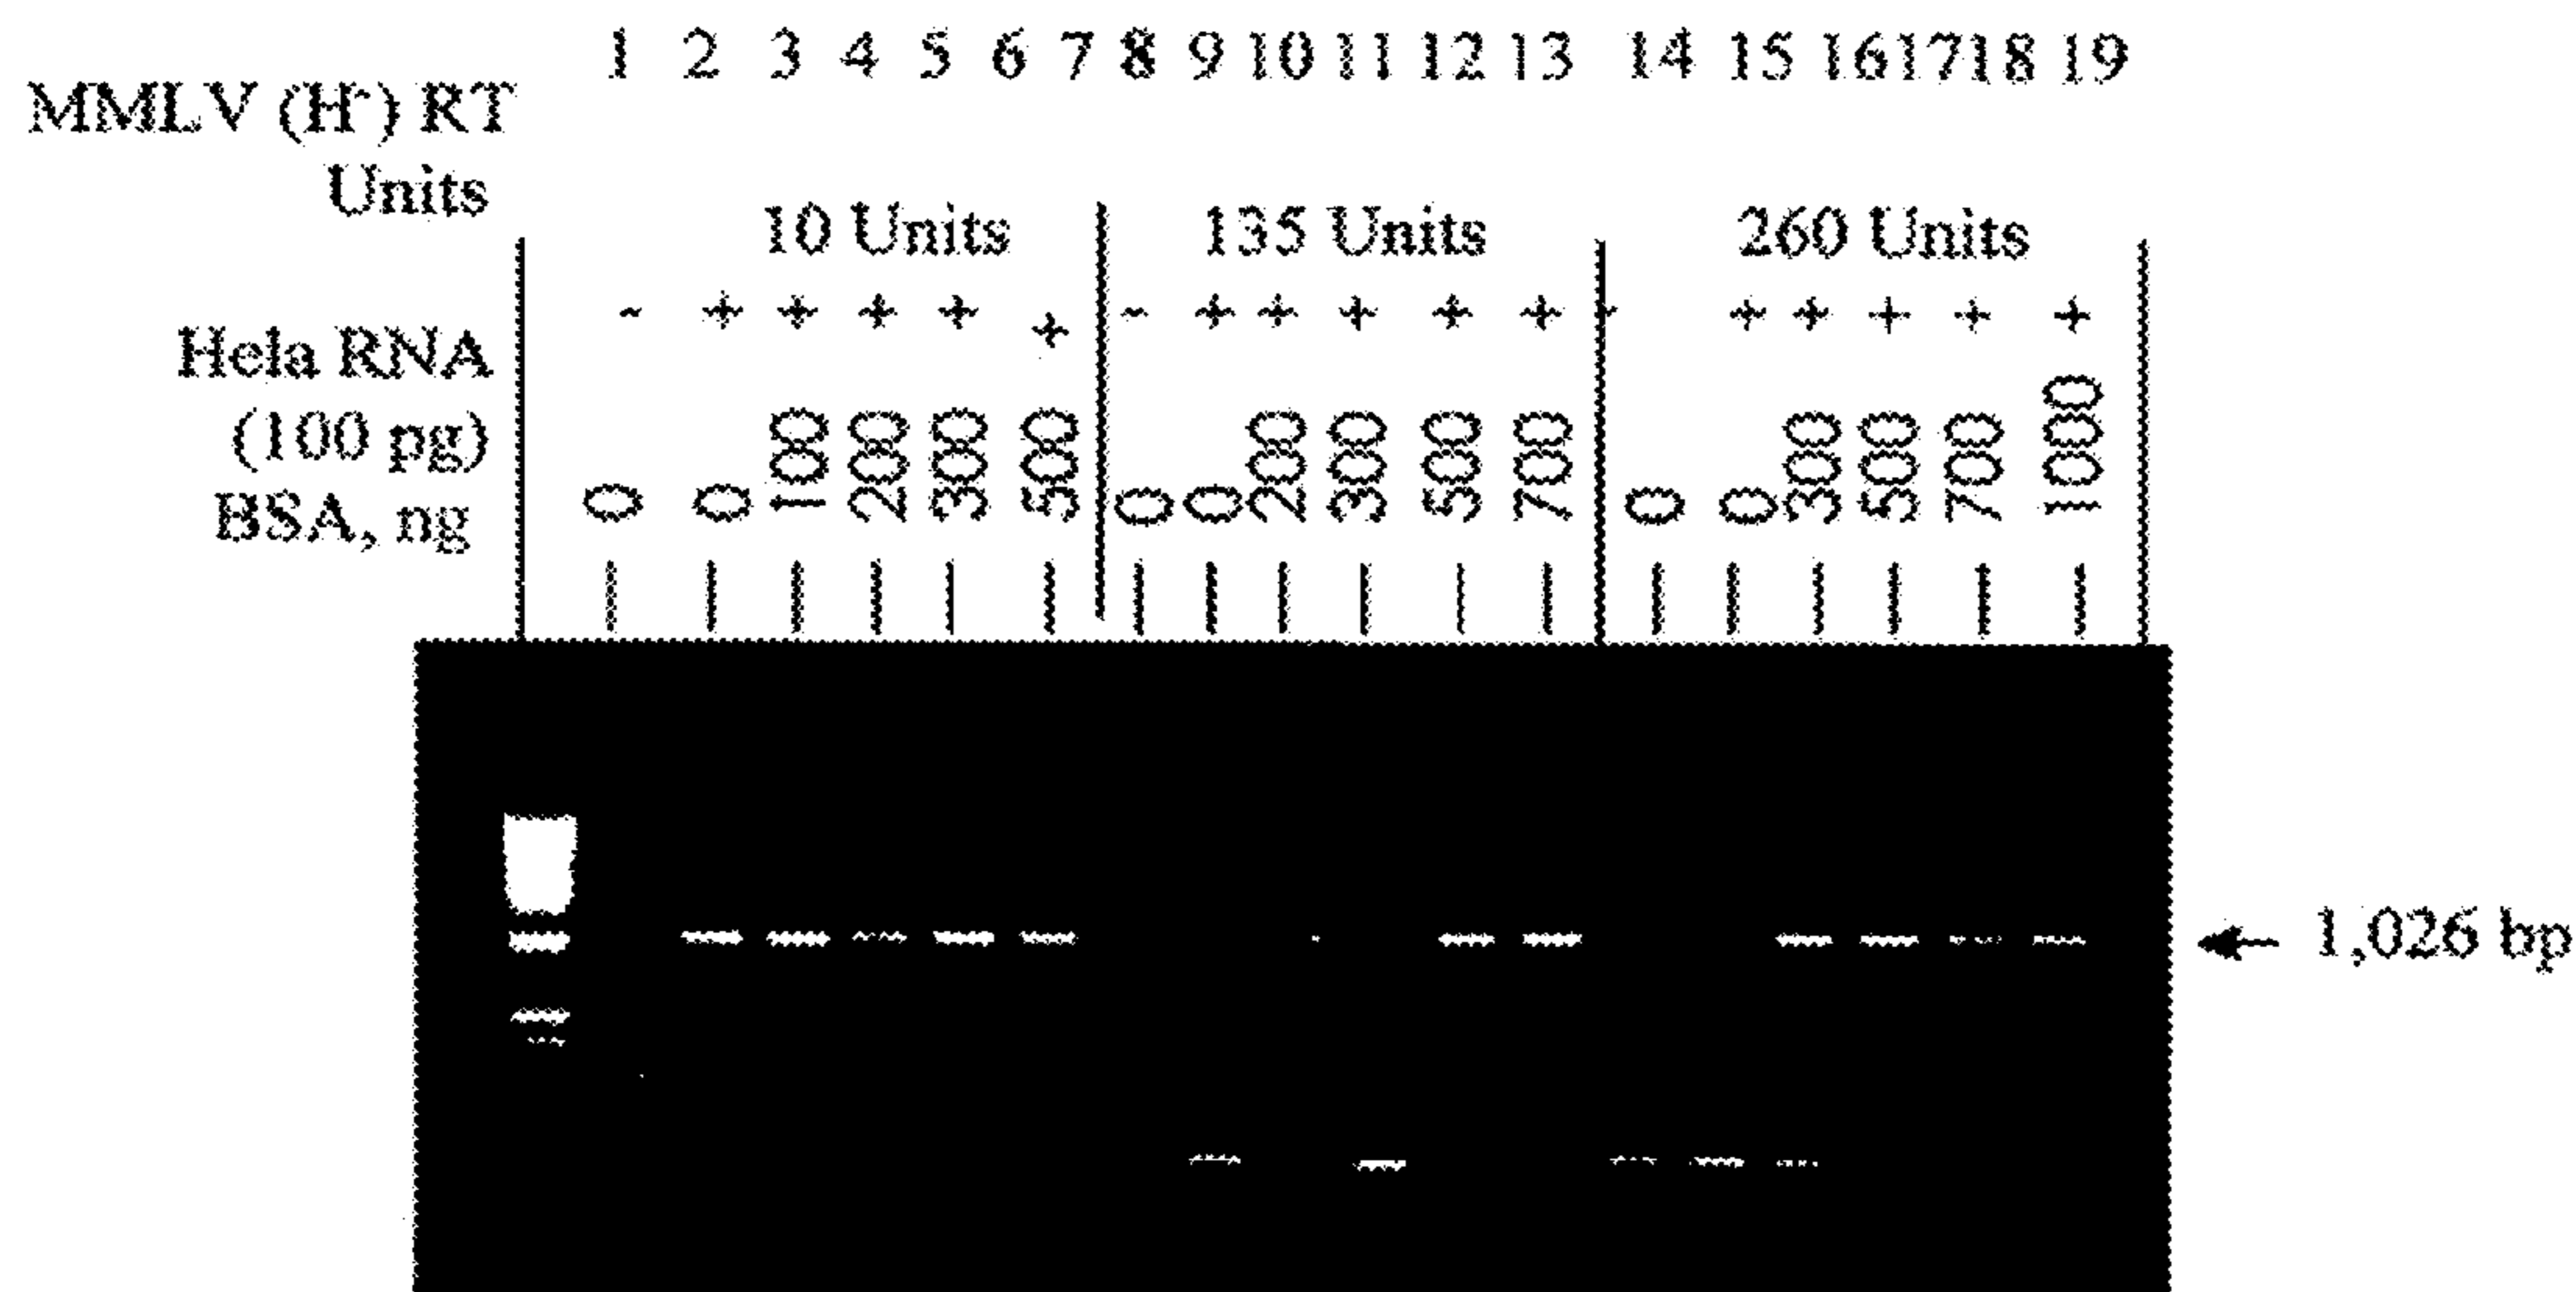 1 2 3 4 5 6 7 8 9 10 11 12 13 14 15 16 17 18 19
MMLV (H-) RT
Units
10 Units 135 Units 260 Units
- + + + + + - + + + + + - + + + + +
Hela RNA
(100 pg)
BSA, ng
0 0 100 200 300 500 0 0 200 300 500 700 0 0 300 500 700 1000
1,026 bp